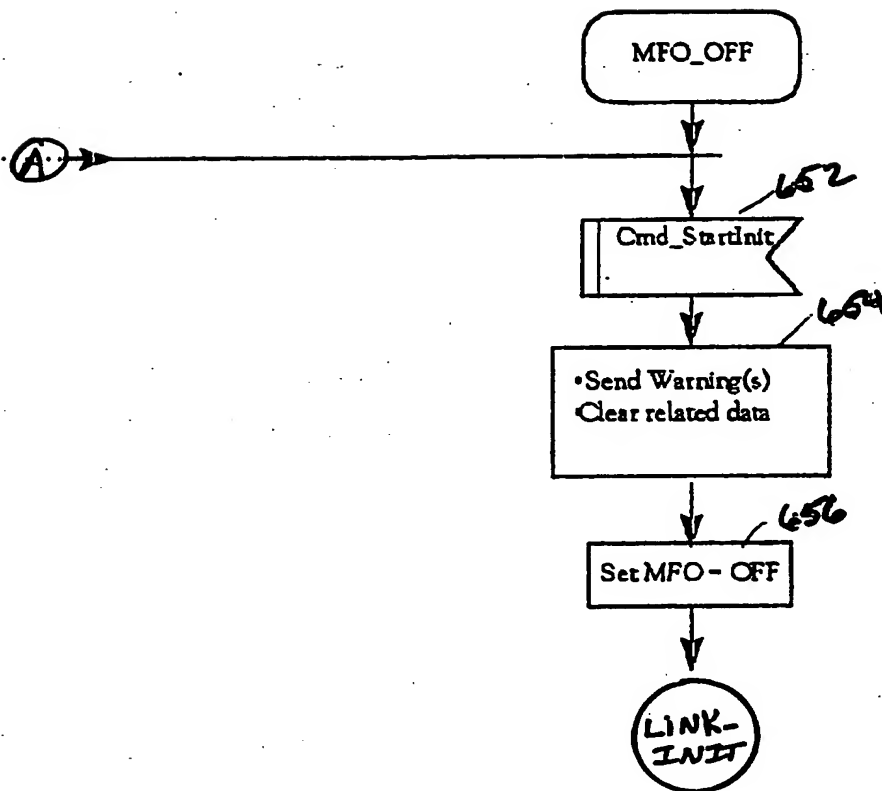 MFO_OFF
A
652
Cmd_StartInit
654
•Send Warning(s)
•Clear related data
656
Set MFO - OFF
LINK-
INIT